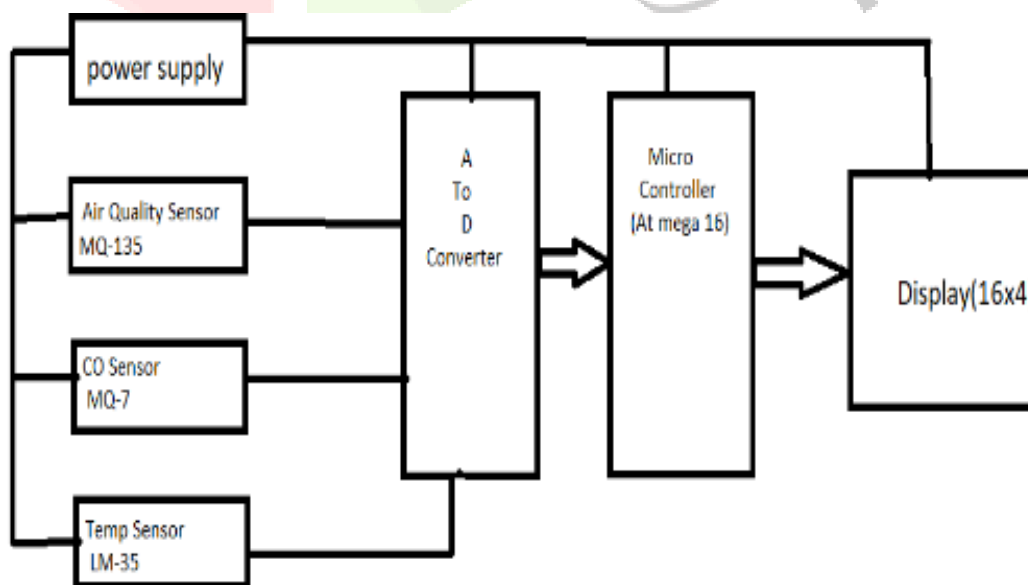 power supply
Air Quality Sensor
MQ-135
CO Sensor
MQ-7
Temp Sensor
LM-35
A
To
D
Converter
Micro
Controller
(At mega 16)
Display(16x4